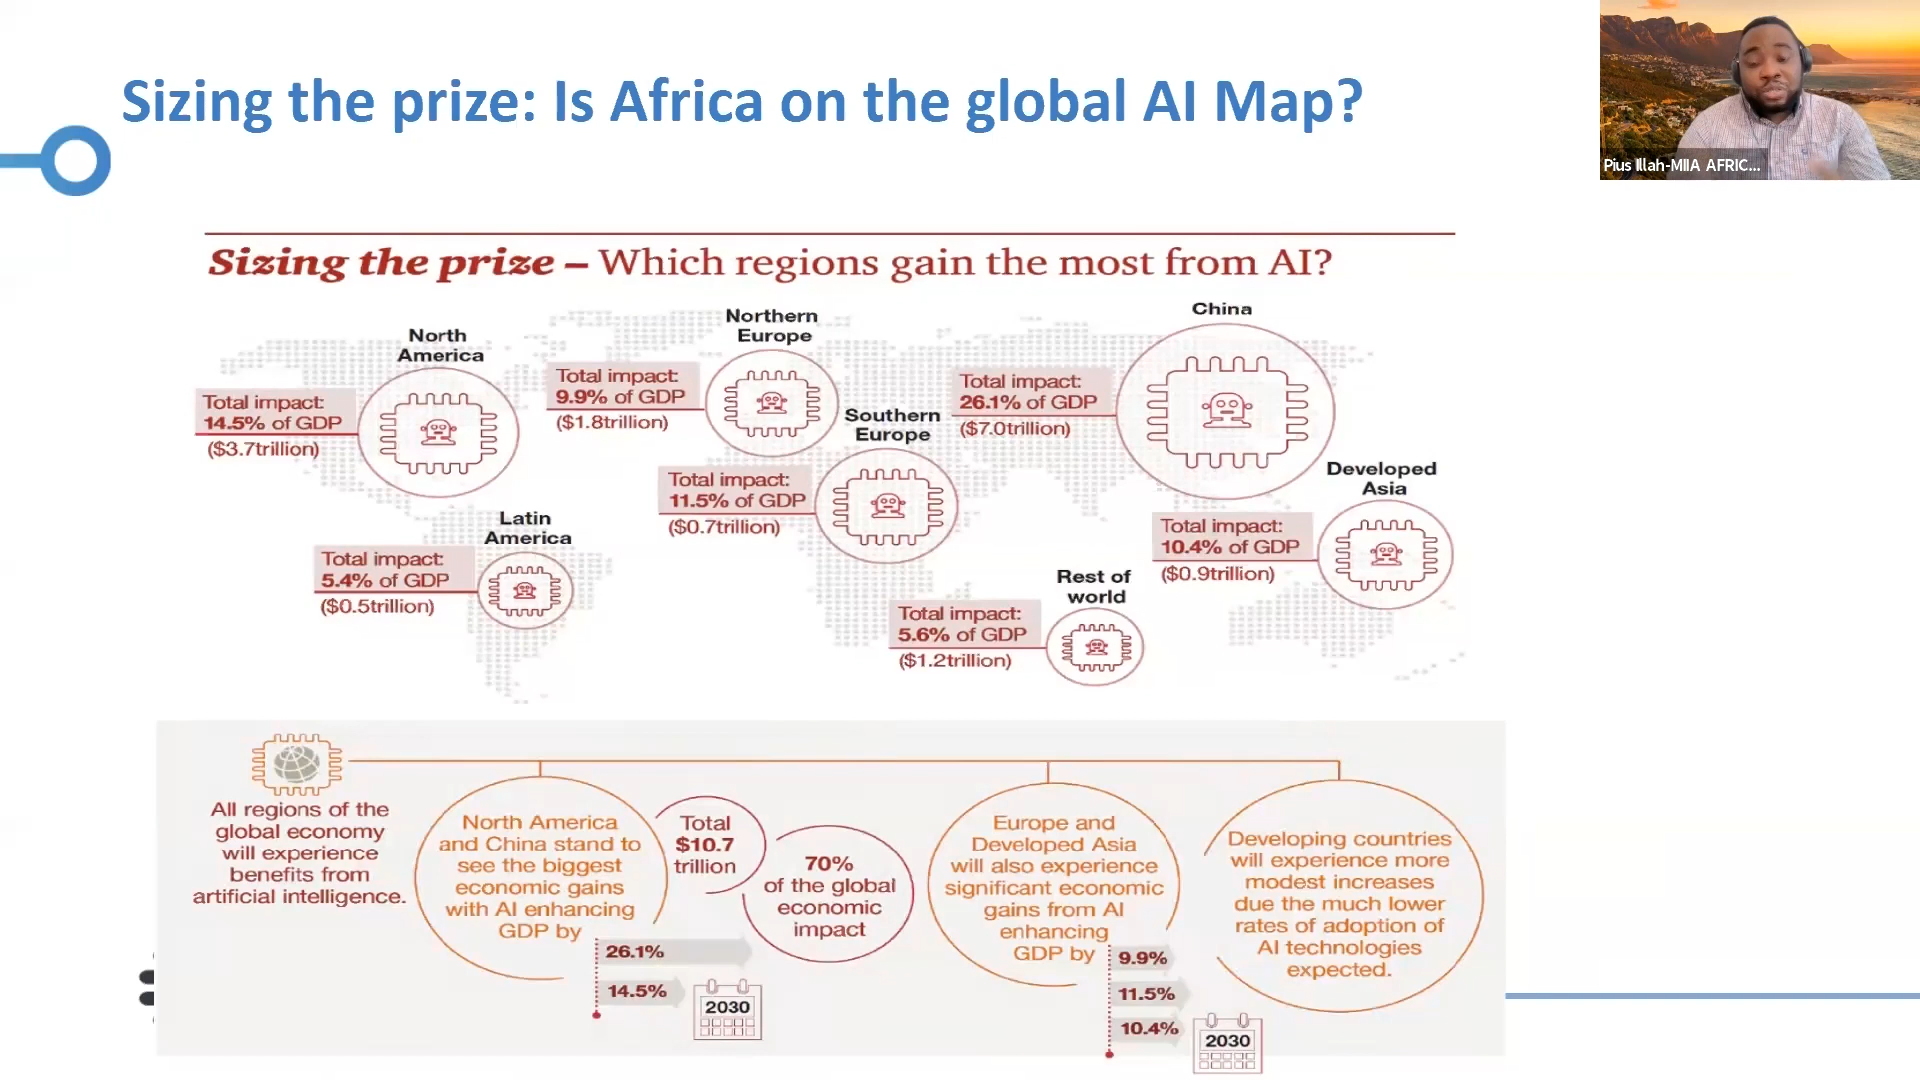 Sizing the prize: Is Africa on the global AI Map?
Pius Illah-MIIA AFRIC...
Sizing the prize – Which regions gain the most from AI?
North
America
Total impact:
14.5% of GDP
($3.7trillion)
Northern
Europe
Total impact:
9.9% of GDP
($1.8trillion)
China
Total impact:
26.1% of GDP
($7.0trillion)
Southern
Europe
Total impact:
11.5% of GDP
($0.7trillion)
Developed
Asia
Total impact:
10.4% of GDP
($0.9trillion)
Latin
America
Total impact:
5.4% of GDP
($0.5trillion)
Rest of
world
Total impact:
5.6% of GDP
($1.2trillion)
All regions of the
global economy
will experience
benefits from
artificial intelligence.
North America
and China stand to
see the biggest
economic gains
with AI enhancing
GDP by
26.1%
14.5%
2030
Total
$10.7
trillion
70%
of the global
economic
impact
Europe and
Developed Asia
will also experience
significant economic
gains from AI
enhancing
GDP by
9.9%
11.5%
10.4%
2030
Developing countries
will experience more
modest increases
due the much lower
rates of adoption of
AI technologies
expected.